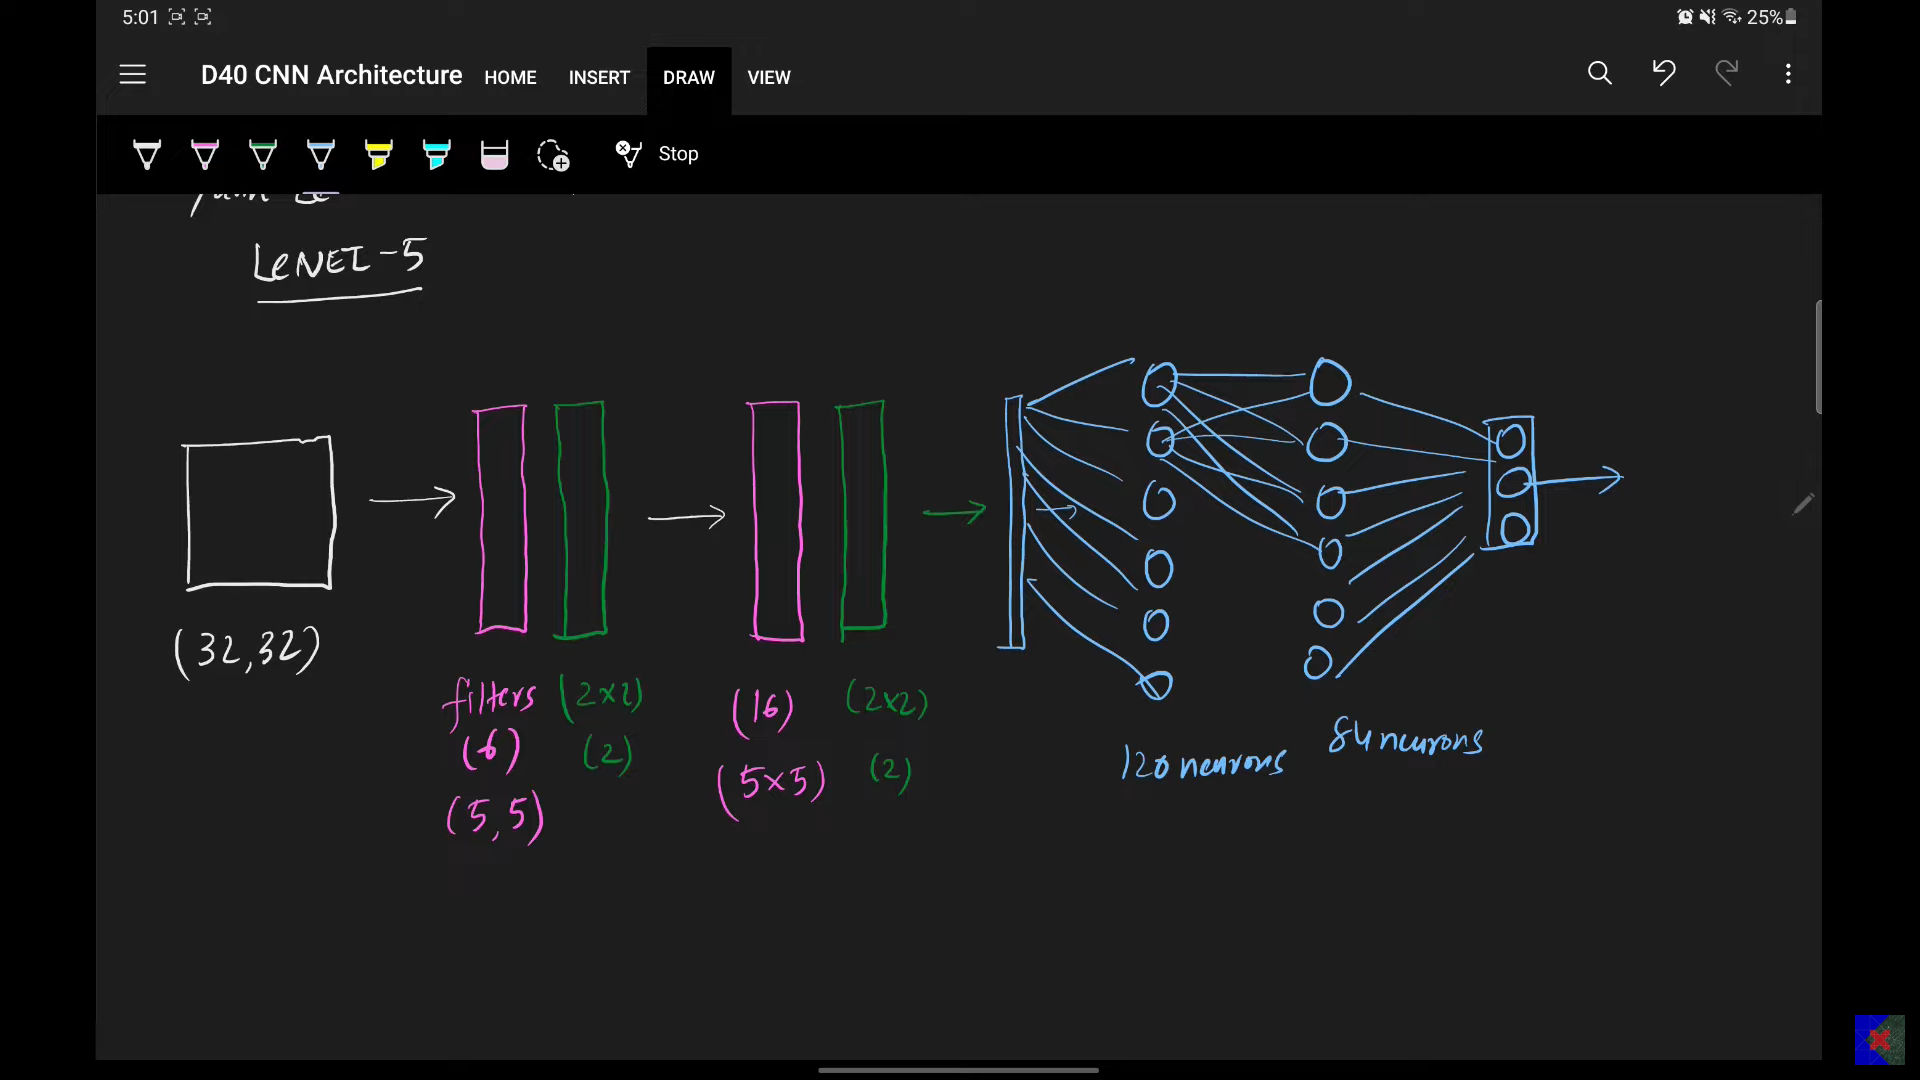 5:01
25%
D40 CNN Architecture
HOME
INSERT
DRAW
VIEW
Stop
LeNET-5
(32,32)
filters
(6)
(5,5)
(2x2)
(2)
(16)
(5x5)
(2x2)
(2)
120 neurons
84 neurons